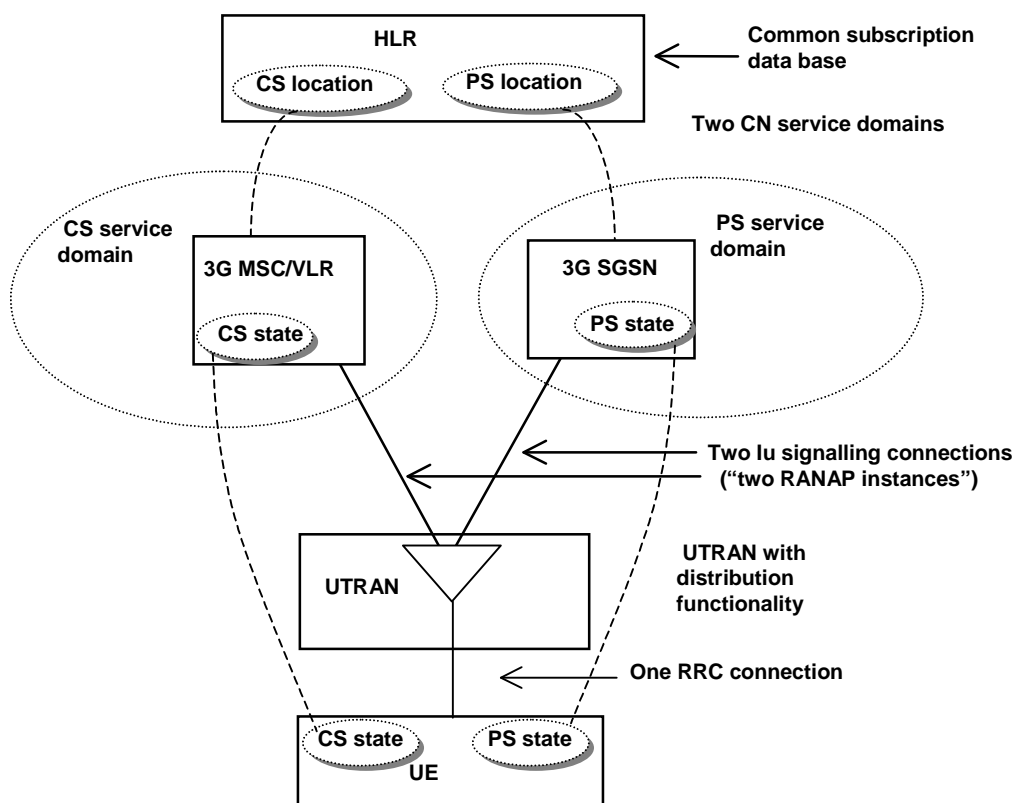 HLR
Common subscription
data base
CS location
PS location
Two CN service domains
CS service
domain
PS service
domain
3G MSC/VLR
3G SGSN
CS state
PS state
Two Iu signalling connections
(“two RANAP instances”)
UTRAN
UTRAN with
distribution
functionality
One RRC connection
CS state
PS state
UE